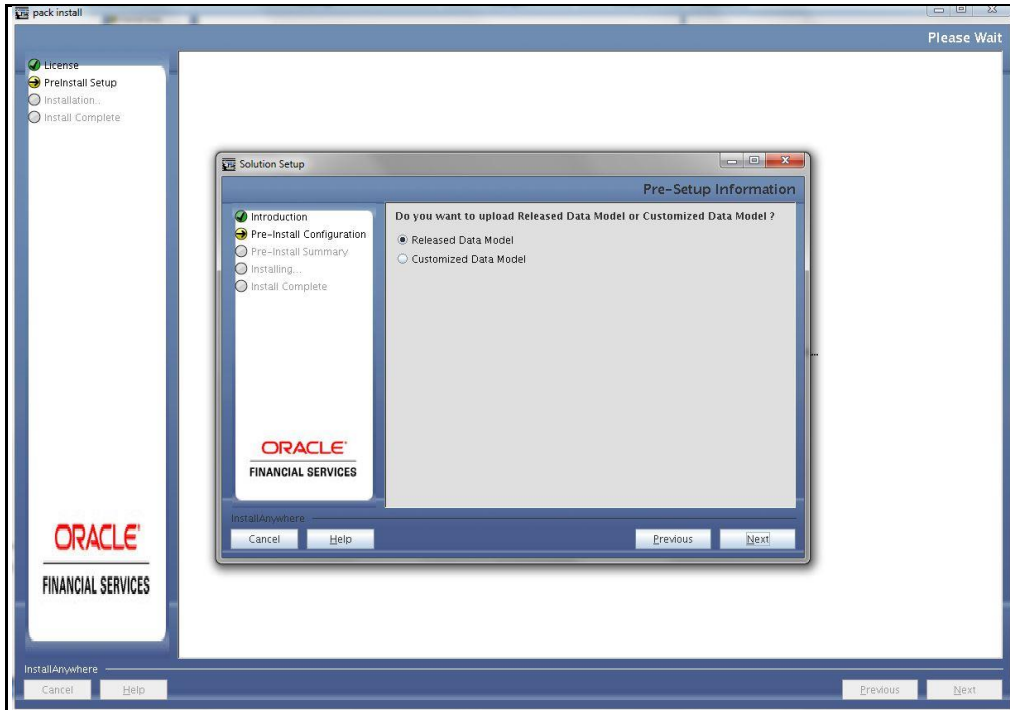 pack install
Please Wait
License
PreInstall Setup
Installation..
Install Complete
Solution Setup
Pre-Setup Information
Introduction
Pre-Install Configuration
Pre-Install Summary
Installing...
Install Complete
Do you want to upload Released Data Model or Customized Data Model ?
Released Data Model
Customized Data Model
...
ORACLE
FINANCIAL SERVICES
InstallAnywhere
Cancel
Help
Previous
Next
ORACLE
FINANCIAL SERVICES
InstallAnywhere
Cancel
Help
Previous
Next